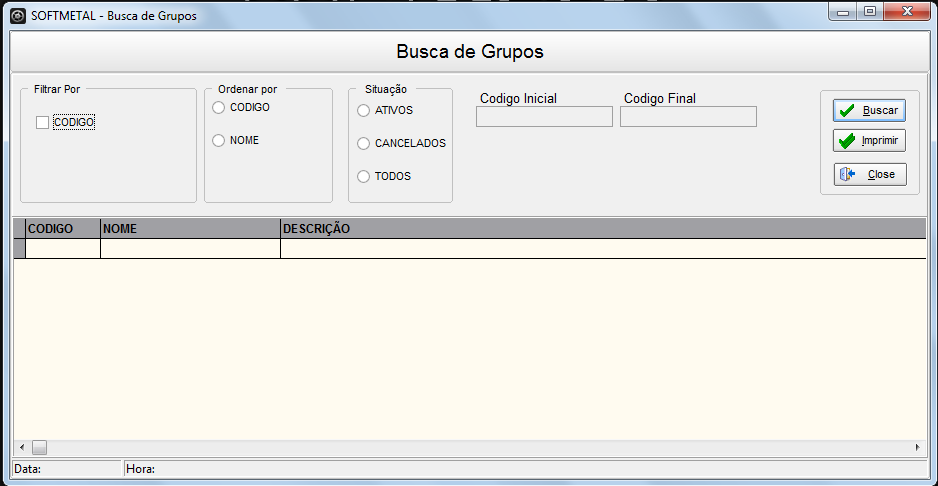 SOFTMETAL - Busca de Grupos
Busca de Grupos
Filtrar Por
CODIGO
Ordenar por
CODIGO
NOME
Situação
ATIVOS
CANCELADOS
TODOS
Codigo Inicial
Codigo Final
Buscar
Imprimir
Close
CODIGO NOME DESCRIÇÃO
Data: Hora: